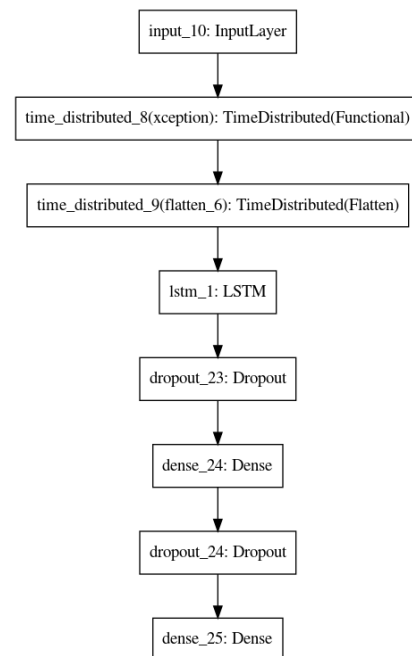 input_10: InputLayer
time_distributed_8(xception): TimeDistributed(Functional)
time_distributed_9(flatten_6): TimeDistributed(Flatten)
lstm_1: LSTM
dropout_23: Dropout
dense_24: Dense
dropout_24: Dropout
dense_25: Dense